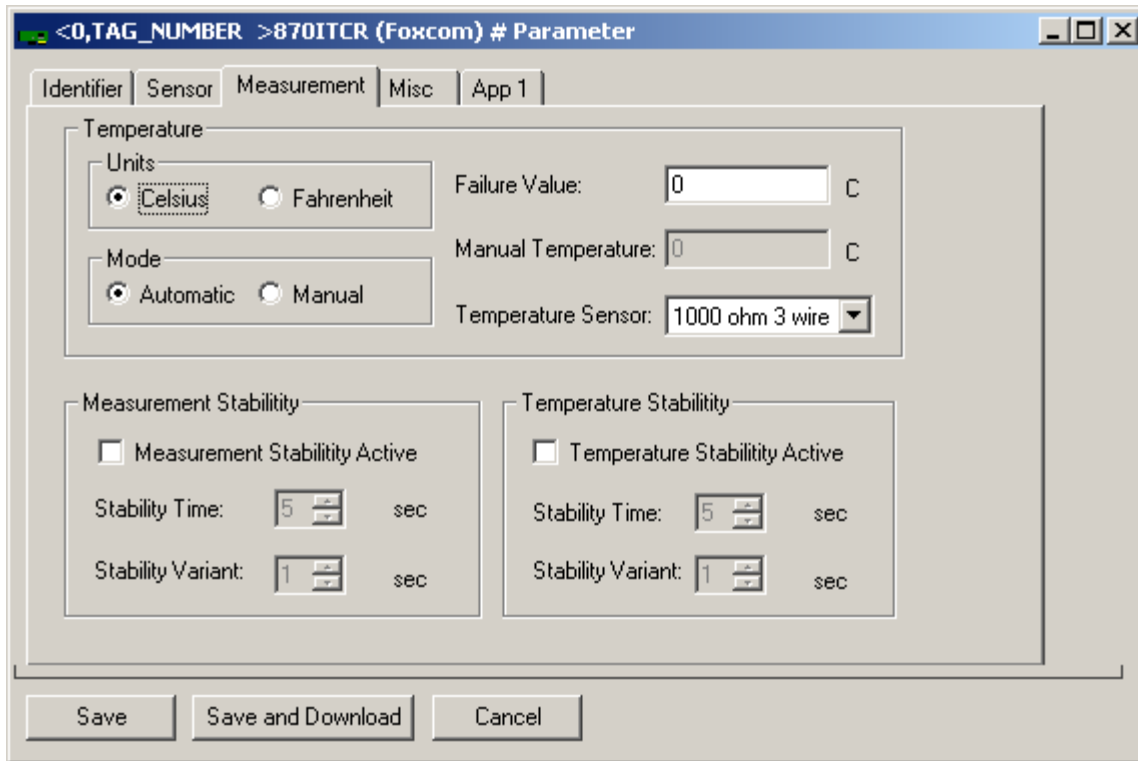 <0,TAG_NUMBER >870ITCR (Foxcom) # Parameter
Identifier Sensor Measurement Misc App 1
Temperature
Units
Celsius Fahrenheit
Failure Value: 0 C
Mode
Automatic Manual
Manual Temperature: 0 C
Temperature Sensor: 1000 ohm 3 wire
Measurement Stabilitity
Measurement Stabilitity Active
Stability Time: 5 sec
Stability Variant: 1 sec
Temperature Stabilitity
Temperature Stabilitity Active
Stability Time: 5 sec
Stability Variant: 1 sec
Save Save and Download Cancel